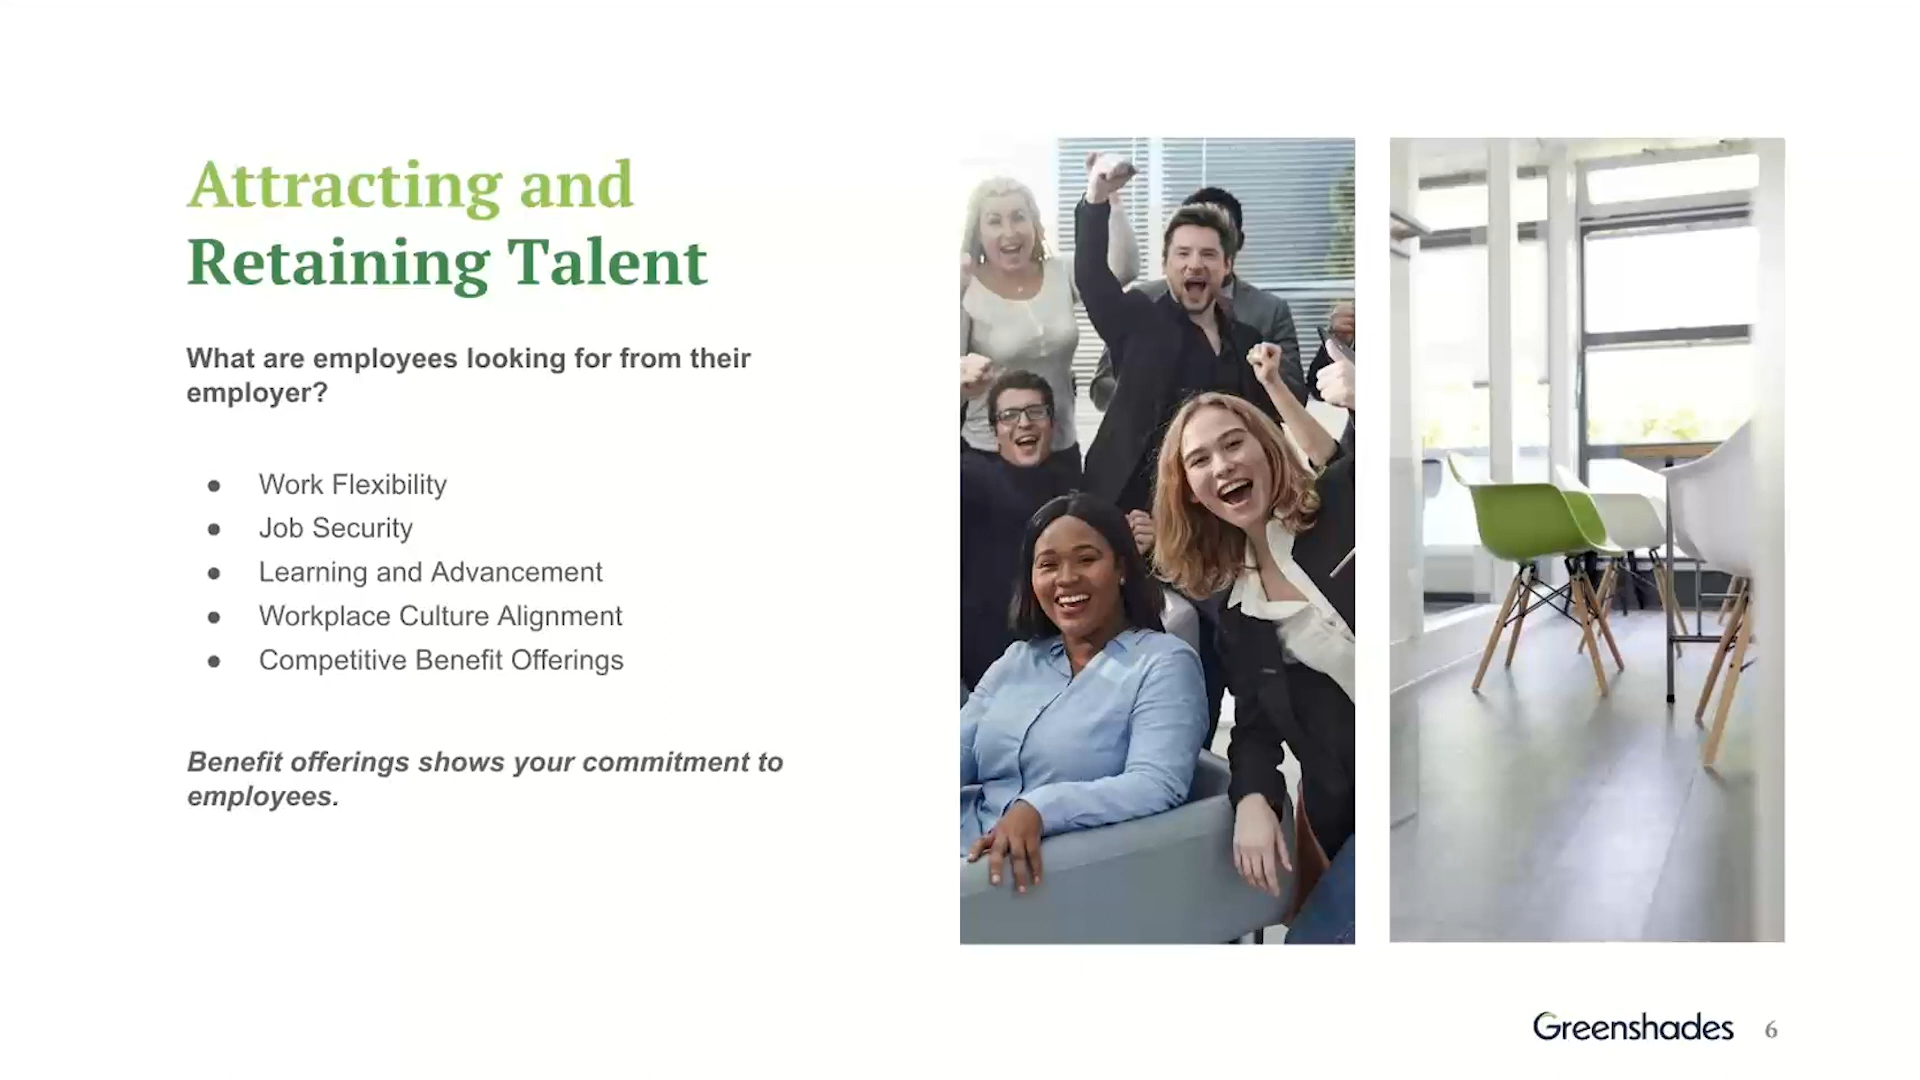 Attracting and
Retaining Talent
What are employees looking for from their
employer?
● Work Flexibility
● Job Security
● Learning and Advancement
● Workplace Culture Alignment
● Competitive Benefit Offerings
Benefit offerings shows your commitment to
employees.
Greenshades 6